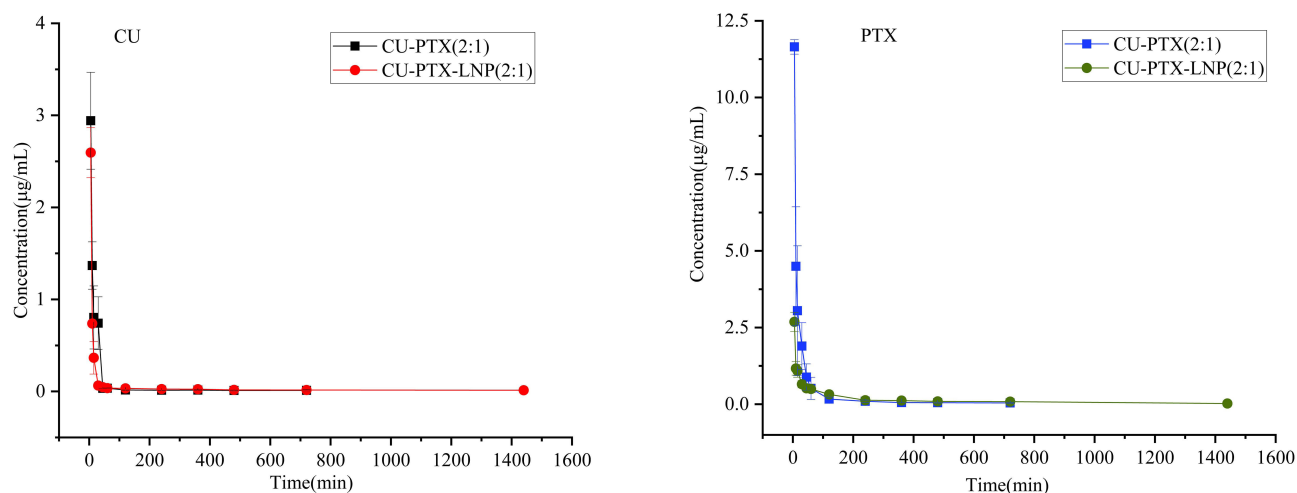 CU
CU-PTX(2:1)
CU-PTX-LNP(2:1)
Concentration(μg/mL)
4
3
2
1
0
0 200 400 600 800 1000 1200 1400 1600
Time(min)
PTX
CU-PTX(2:1)
CU-PTX-LNP(2:1)
Concentration(μg/mL)
12.5
10.0
7.5
5.0
2.5
0.0
0 200 400 600 800 1000 1200 1400 1600
Time(min)